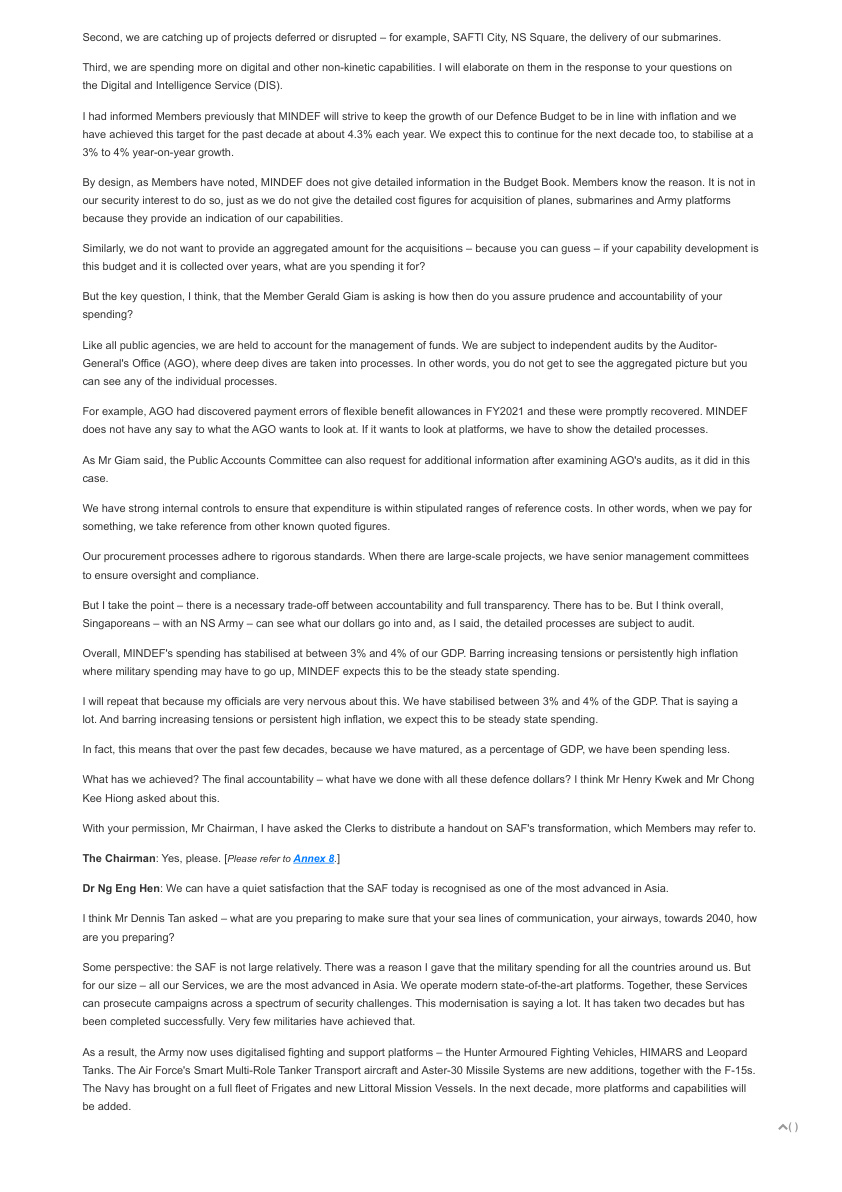 Second, we are catching up of projects deferred or disrupted – for example, SAFTI City, NS Square, the delivery of our submarines.
Third, we are spending more on digital and other non-kinetic capabilities. I will elaborate on them in the response to your questions on
the Digital and Intelligence Service (DIS).
I had informed Members previously that MINDEF will strive to keep the growth of our Defence Budget to be in line with inflation and we
have achieved this target for the past decade at about 4.3% each year. We expect this to continue for the next decade too, to stabilise at a
3% to 4% year-on-year growth.
By design, as Members have noted, MINDEF does not give detailed information in the Budget Book. Members know the reason. It is not in
our security interest to do so, just as we do not give the detailed cost figures for acquisition of planes, submarines and Army platforms
because they provide an indication of our capabilities.
Similarly, we do not want to provide an aggregated amount for the acquisitions – because you can guess – if your capability development is
this budget and it is collected over years, what are you spending it for?
But the key question, I think, that the Member Gerald Giam is asking is how then do you assure prudence and accountability of your
spending?
Like all public agencies, we are held to account for the management of funds. We are subject to independent audits by the Auditor-
General's Office (AGO), where deep dives are taken into processes. In other words, you do not get to see the aggregated picture but you
can see any of the individual processes.
For example, AGO had discovered payment errors of flexible benefit allowances in FY2021 and these were promptly recovered. MINDEF
does not have any say to what the AGO wants to look at. If it wants to look at platforms, we have to show the detailed processes.
As Mr Giam said, the Public Accounts Committee can also request for additional information after examining AGO's audits, as it did in this
case.
We have strong internal controls to ensure that expenditure is within stipulated ranges of reference costs. In other words, when we pay for
something, we take reference from other known quoted figures.
Our procurement processes adhere to rigorous standards. When there are large-scale projects, we have senior management committees
to ensure oversight and compliance.
But I take the point – there is a necessary trade-off between accountability and full transparency. There has to be. But I think overall,
Singaporeans – with an NS Army – can see what our dollars go into and, as I said, the detailed processes are subject to audit.
Overall, MINDEF's spending has stabilised at between 3% and 4% of our GDP. Barring increasing tensions or persistently high inflation
where military spending may have to go up, MINDEF expects this to be the steady state spending.
I will repeat that because my officials are very nervous about this. We have stabilised between 3% and 4% of the GDP. That is saying a
lot. And barring increasing tensions or persistent high inflation, we expect this to be steady state spending.
In fact, this means that over the past few decades, because we have matured, as a percentage of GDP, we have been spending less.
What has we achieved? The final accountability – what have we done with all these defence dollars? I think Mr Henry Kwek and Mr Chong
Kee Hiong asked about this.
With your permission, Mr Chairman, I have asked the Clerks to distribute a handout on SAF's transformation, which Members may refer to.
The Chairman: Yes, please. [Please refer to Annex 8.]
Dr Ng Eng Hen: We can have a quiet satisfaction that the SAF today is recognised as one of the most advanced in Asia.
I think Mr Dennis Tan asked – what are you preparing to make sure that your sea lines of communication, your airways, towards 2040, how
are you preparing?
Some perspective: the SAF is not large relatively. There was a reason I gave that the military spending for all the countries around us. But
for our size – all our Services, we are the most advanced in Asia. We operate modern state-of-the-art platforms. Together, these Services
can prosecute campaigns across a spectrum of security challenges. This modernisation is saying a lot. It has taken two decades but has
been completed successfully. Very few militaries have achieved that.
As a result, the Army now uses digitalised fighting and support platforms – the Hunter Armoured Fighting Vehicles, HIMARS and Leopard
Tanks. The Air Force's Smart Multi-Role Tanker Transport aircraft and Aster-30 Missile Systems are new additions, together with the F-15s.
The Navy has brought on a full fleet of Frigates and new Littoral Mission Vessels. In the next decade, more platforms and capabilities will
be added.
( )